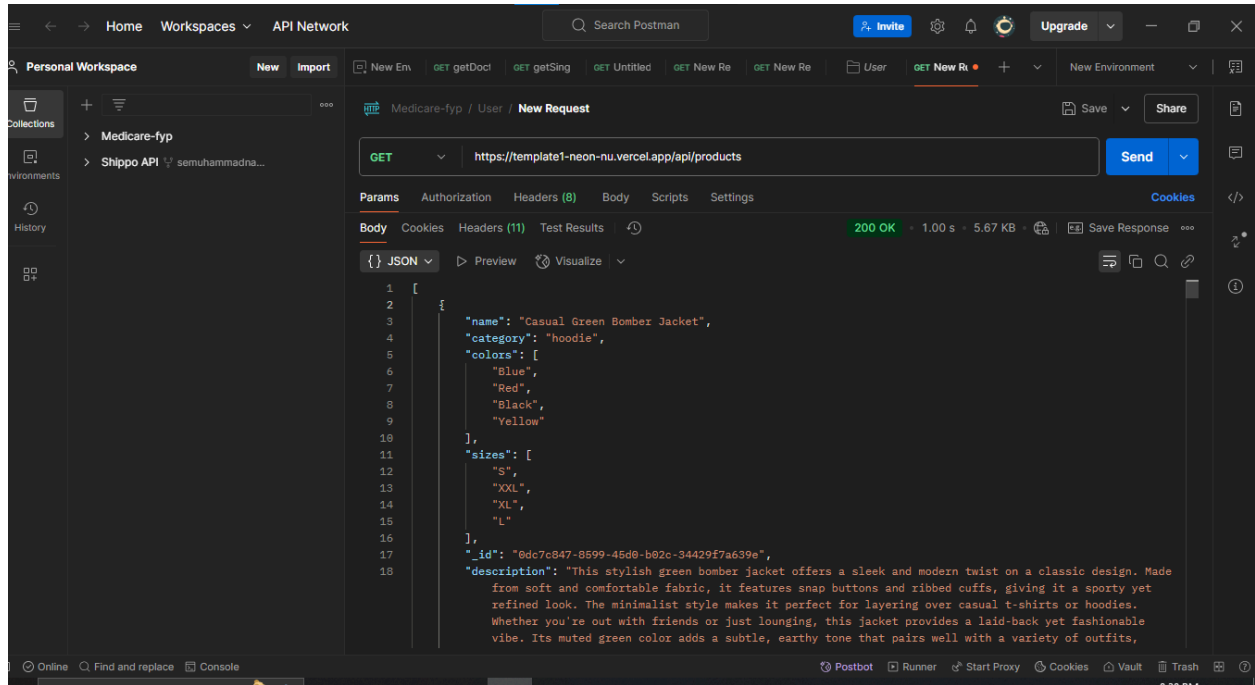 Home Workspaces API Network Search Postman Invite Upgrade
Personal Workspace New Import New Env GET getDoct GET getSing GET Untitled GET New Re GET New Re User GET New Re New Environment
Collections
HTTP Medicare-fyp / User / New Request Save Share
Medicare-fyp
Shippo API semuhammadna...
GET https://template1-neon-nu.vercel.app/api/products Send
nvironments
Params Authorization Headers (8) Body Scripts Settings Cookies
History
Body Cookies Headers (11) Test Results 200 OK 1.00 s 5.67 KB e.g. Save Response
{} JSON Preview Visualize
1 [
2 {
3 "name": "Casual Green Bomber Jacket",
4 "category": "hoodie",
5 "colors": [
6 "Blue",
7 "Red",
8 "Black",
9 "Yellow"
10 ],
11 "sizes": [
12 "S",
13 "XXL",
14 "XL",
15 "L"
16 ],
17 "_id": "0dc7c847-8599-45d0-b02c-34429f7a639e",
18 "description": "This stylish green bomber jacket offers a sleek and modern twist on a classic design. Made
from soft and comfortable fabric, it features snap buttons and ribbed cuffs, giving it a sporty yet
refined look. The minimalist style makes it perfect for layering over casual t-shirts or hoodies.
Whether you're out with friends or just lounging, this jacket provides a laid-back yet fashionable
vibe. Its muted green color adds a subtle, earthy tone that pairs well with a variety of outfits,
Online Find and replace Console Postbot Runner Start Proxy Cookies Vault Trash